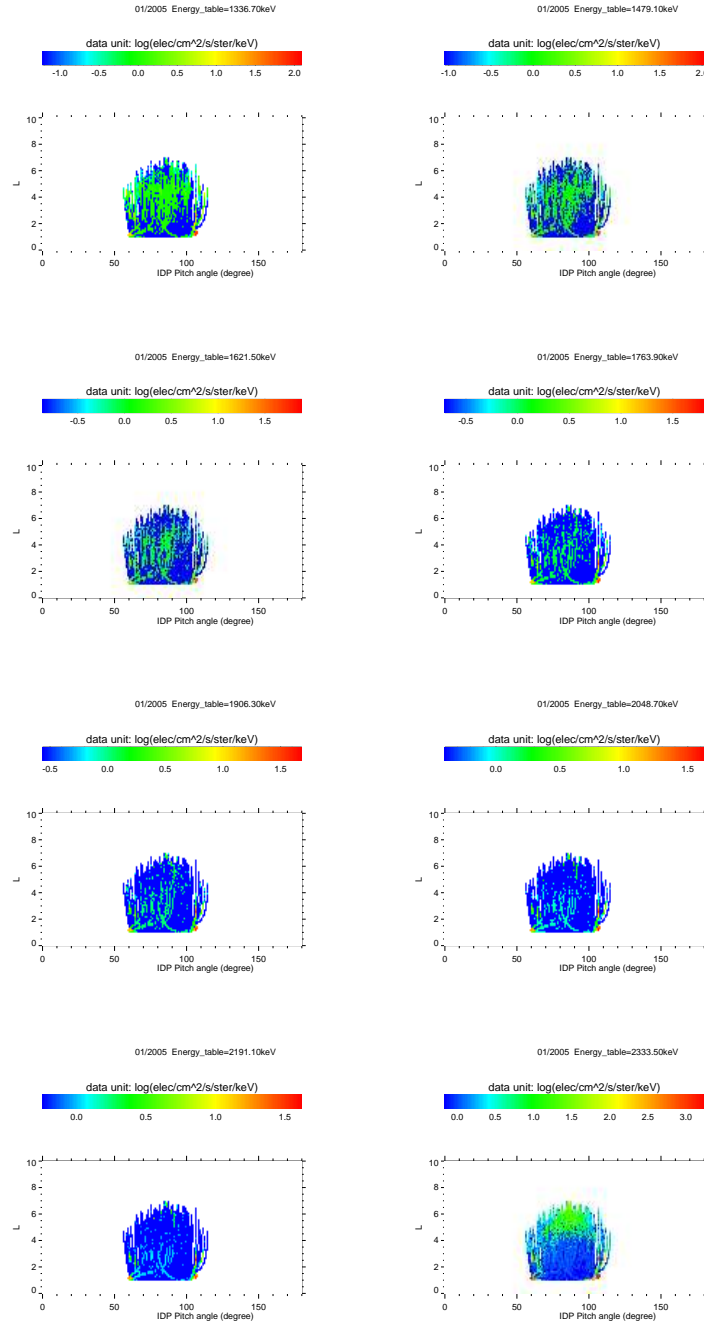 01/2005 Energy_table=1336.70keV
data unit: log(elec/cm^2/s/ster/keV)
-1.0 -0.5 0.0 0.5 1.0 1.5 2.0
10
8
6
4
2
0
L
0 50 100 150
IDP Pitch angle (degree)
01/2005 Energy_table=1479.10keV
data unit: log(elec/cm^2/s/ster/keV)
-1.0 -0.5 0.0 0.5 1.0 1.5 2.0
10
8
6
4
2
0
L
0 50 100 150
IDP Pitch angle (degree)
01/2005 Energy_table=1621.50keV
data unit: log(elec/cm^2/s/ster/keV)
-0.5 0.0 0.5 1.0 1.5
10
8
6
4
2
0
L
0 50 100 150
IDP Pitch angle (degree)
01/2005 Energy_table=1763.90keV
data unit: log(elec/cm^2/s/ster/keV)
-0.5 0.0 0.5 1.0 1.5
10
8
6
4
2
0
L
0 50 100 150
IDP Pitch angle (degree)
01/2005 Energy_table=1906.30keV
data unit: log(elec/cm^2/s/ster/keV)
-0.5 0.0 0.5 1.0 1.5
10
8
6
4
2
0
L
0 50 100 150
IDP Pitch angle (degree)
01/2005 Energy_table=2048.70keV
data unit: log(elec/cm^2/s/ster/keV)
0.0 0.5 1.0 1.5
10
8
6
4
2
0
L
0 50 100 150
IDP Pitch angle (degree)
01/2005 Energy_table=2191.10keV
data unit: log(elec/cm^2/s/ster/keV)
0.0 0.5 1.0 1.5
10
8
6
4
2
0
L
0 50 100 150
IDP Pitch angle (degree)
01/2005 Energy_table=2333.50keV
data unit: log(elec/cm^2/s/ster/keV)
0.0 0.5 1.0 1.5 2.0 2.5 3.0
10
8
6
4
2
0
L
0 50 100 150
IDP Pitch angle (degree)